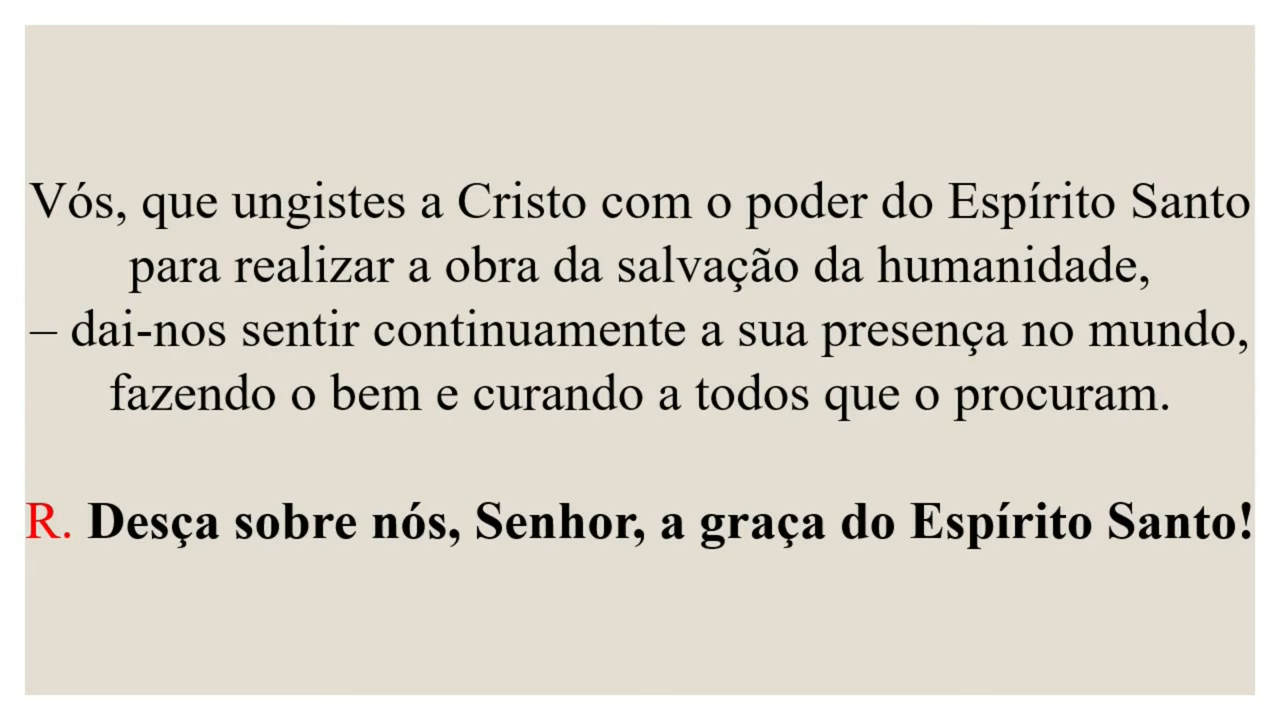 Vós, que ungistes a Cristo com o poder do Espírito Santo
para realizar a obra da salvação da humanidade,
– dai-nos sentir continuamente a sua presença no mundo,
fazendo o bem e curando a todos que o procuram.
R. Desça sobre nós, Senhor, a graça do Espírito Santo!